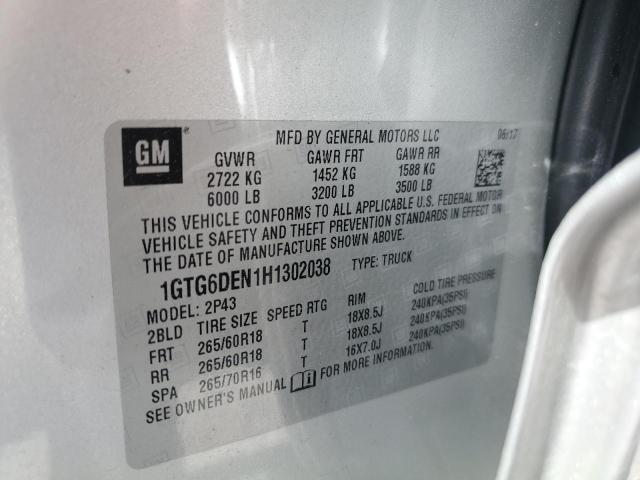 GM
MFD BY GENERAL MOTORS LLC 06/17
GVWR GAWR FRT GAWR RR
2722 KG 1452 KG 1588 KG
6000 LB 3200 LB 3500 LB
THIS VEHICLE CONFORMS TO ALL APPLICABLE U.S. FEDERAL MOTOR
VEHICLE SAFETY AND THEFT PREVENTION STANDARDS IN EFFECT ON
THE DATE OF MANUFACTURE SHOWN ABOVE.
1GTG6DEN1H1302038 TYPE: TRUCK
MODEL: 2P43
2BLD TIRE SIZE SPEED RTG RIM COLD TIRE PRESSURE
FRT 265/60R18 T 18X8.5J 240KPA(35PSI)
RR 265/60R18 T 18X8.5J 240KPA(35PSI)
SPA 265/70R16 T 16X7.0J 240KPA(35PSI)
SEE OWNER'S MANUAL FOR MORE INFORMATION.